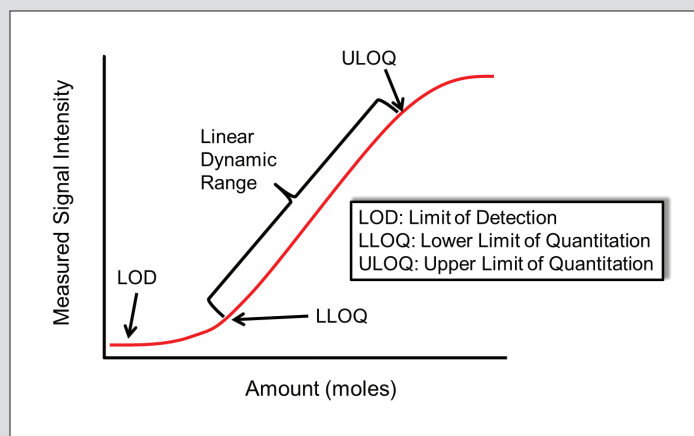 ULOQ
Linear
Dynamic
Range
Measured Signal Intensity
LOD: Limit of Detection
LLOQ: Lower Limit of Quantitation
ULOQ: Upper Limit of Quantitation
LOD
LLOQ
Amount (moles)